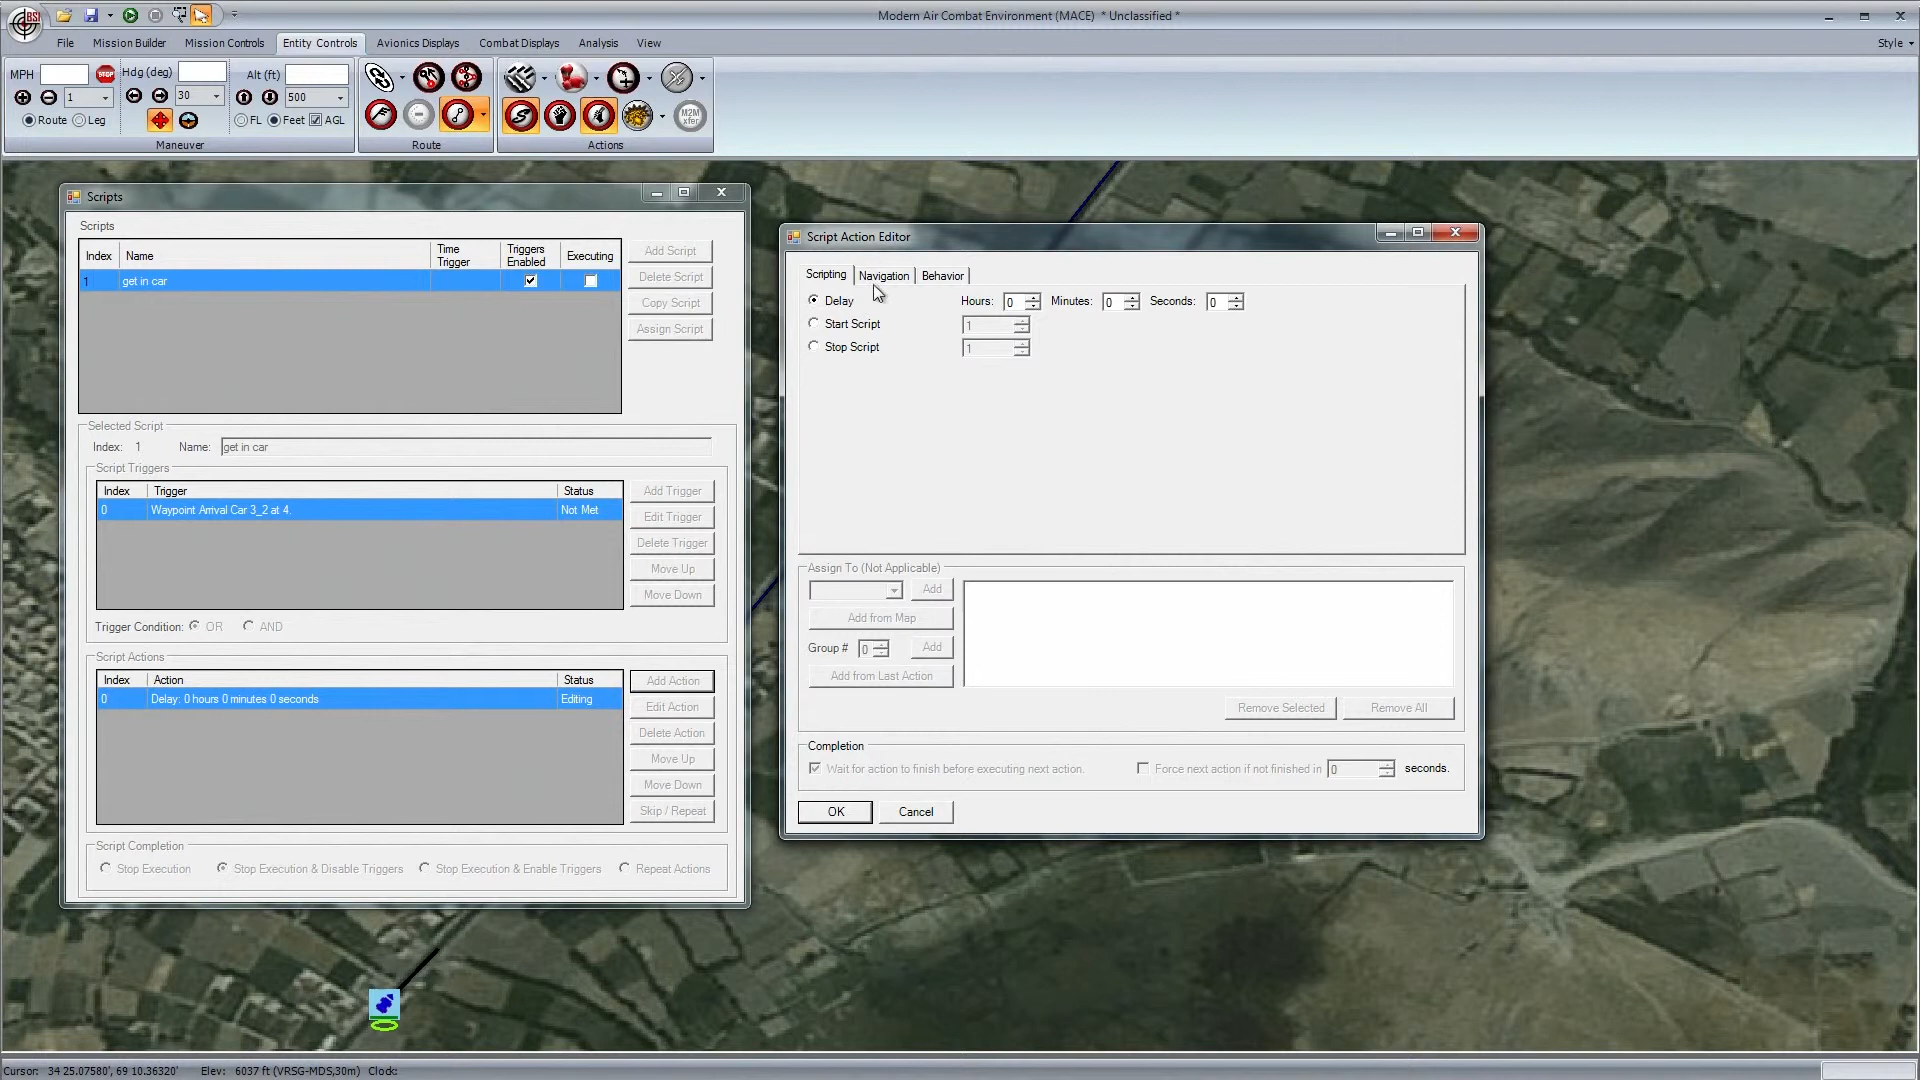 BSI
Modern Air Combat Environment (MACE)  * Unclassified *
File Mission Builder Mission Controls Entity Controls Avionics Displays Combat Displays Analysis View Style
MPH STOP Hdg (deg) Alt (ft)
1 30 500
Route Leg FL Feet AGL M2M xfer
Maneuver Route Actions
Scripts
Scripts
Index Name Time Trigger Triggers Enabled Executing
1 get in car
Add Script
Delete Script
Copy Script
Assign Script
Selected Script
Index: 1 Name: get in car
Script Triggers
Index Trigger Status
0 Waypoint Arrival Car 3_2 at 4. Not Met
Add Trigger
Edit Trigger
Delete Trigger
Move Up
Move Down
Trigger Condition: OR AND
Script Actions
Index Action Status
0 Delay: 0 hours 0 minutes 0 seconds Editing
Add Action
Edit Action
Delete Action
Move Up
Move Down
Skip / Repeat
Script Completion
Stop Execution Stop Execution & Disable Triggers Stop Execution & Enable Triggers Repeat Actions
Script Action Editor
Scripting Navigation Behavior
Delay Hours: 0 Minutes: 0 Seconds: 0
Start Script 1
Stop Script 1
Assign To (Not Applicable)
Add
Add from Map
Group # 0 Add
Add from Last Action
Remove Selected Remove All
Completion
Wait for action to finish before executing next action. Force next action if not finished in 0 seconds.
OK Cancel
Cursor: 34 25.07580', 69 10.36320' Elev: 6037 ft (VRSG-MDS,30m) Clock: